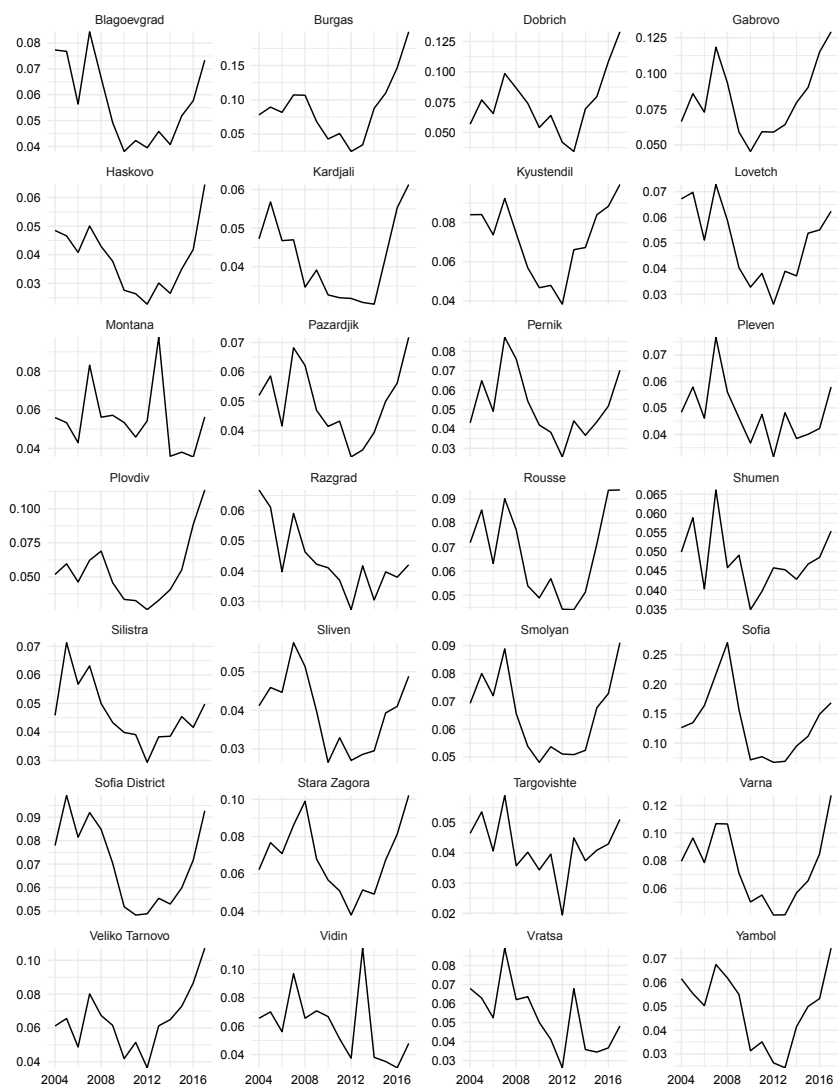 Blagoevgrad Burgas Dobrich Gabrovo
0.08 0.07 0.06 0.05 0.04
0.15 0.10 0.05
0.125 0.100 0.075 0.050
0.125 0.100 0.075 0.050
Haskovo Kardjali Kyustendil Lovetch
0.06 0.05 0.04 0.03
0.06 0.04
0.08 0.06 0.04
0.07 0.06 0.05 0.04 0.03
Montana Pazardjik Pernik Pleven
0.08 0.06 0.04
0.07 0.06 0.05 0.04
0.08 0.07 0.06 0.05 0.04 0.03
0.07 0.06 0.05 0.04
Plovdiv Razgrad Rousse Shumen
0.100 0.075 0.050
0.06 0.05 0.04 0.03
0.09 0.08 0.07 0.06 0.05
0.065 0.060 0.055 0.050 0.045 0.040 0.035
Silistra Sliven Smolyan Sofia
0.07 0.06 0.05 0.04 0.03
0.05 0.04 0.03
0.09 0.08 0.07 0.06 0.05
0.25 0.20 0.15 0.10
Sofia District Stara Zagora Targovishte Varna
0.09 0.08 0.07 0.06 0.05
0.10 0.08 0.06 0.04
0.05 0.04 0.03 0.02
0.12 0.10 0.08 0.06
Veliko Tarnovo Vidin Vratsa Yambol
0.10 0.08 0.06 0.04
0.10 0.08 0.06 0.04
0.08 0.07 0.06 0.05 0.04 0.03
0.07 0.06 0.05 0.04 0.03
2004 2008 2012 2016 2004 2008 2012 2016 2004 2008 2012 2016 2004 2008 2012 2016